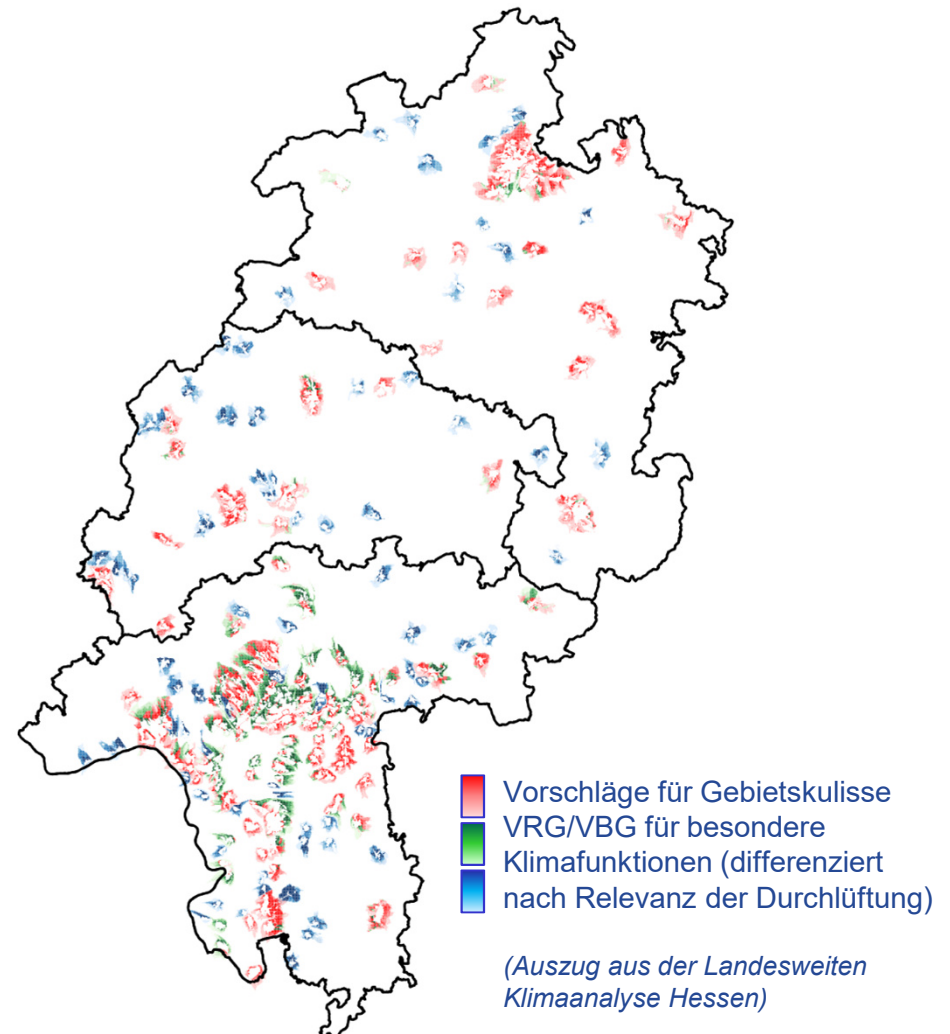 Vorschläge für Gebietskulisse
VRG/VBG für besondere
Klimafunktionen (differenziert
nach Relevanz der Durchlüftung)
(Auszug aus der Landesweiten
Klimaanalyse Hessen)